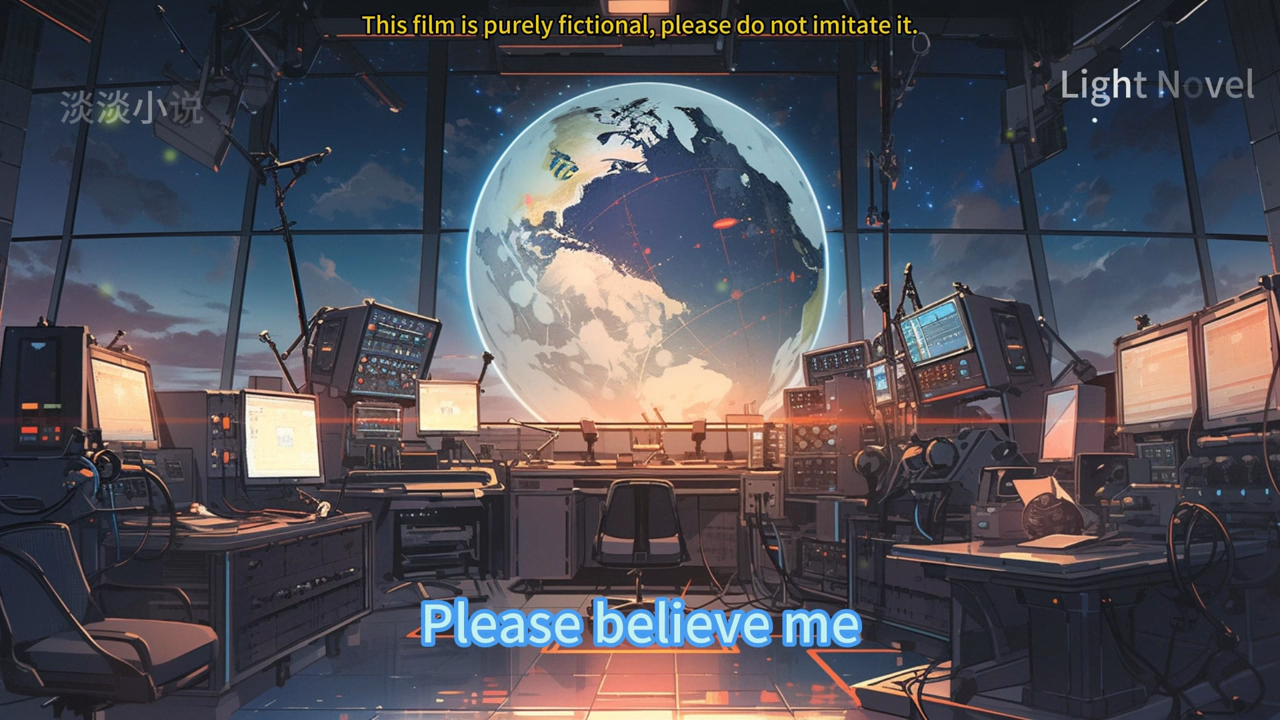 This film is purely fictional, please do not imitate it.
淡淡小说
Light Novel
Please believe me